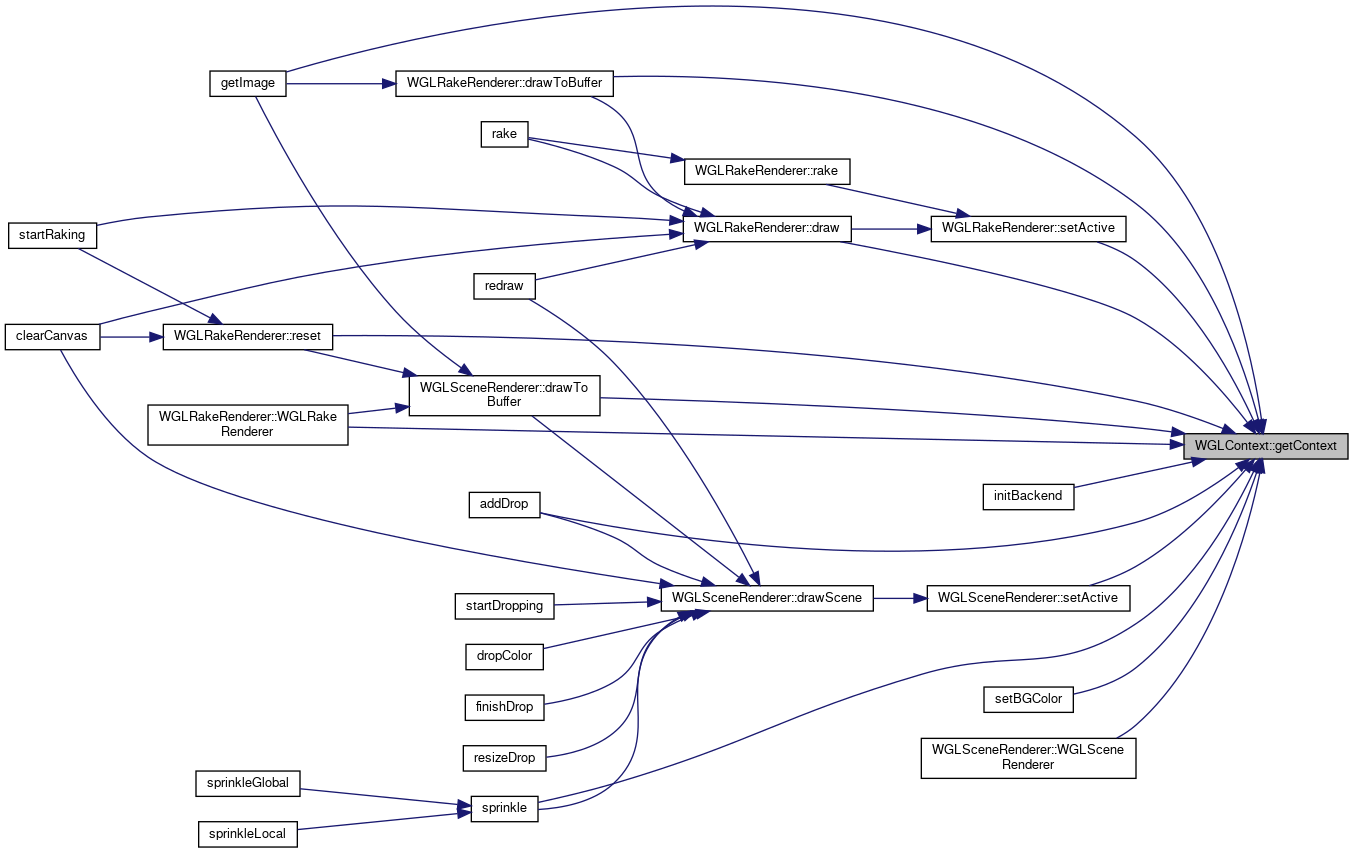 getImage
WGLRakeRenderer::drawToBuffer
rake
WGLRakeRenderer::rake
startRaking
WGLRakeRenderer::draw
WGLRakeRenderer::setActive
redraw
clearCanvas
WGLRakeRenderer::reset
WGLSceneRenderer::drawTo
Buffer
WGLRakeRenderer::WGLRake
Renderer
WGLContext::getContext
initBackend
addDrop
WGLSceneRenderer::drawScene
WGLSceneRenderer::setActive
startDropping
dropColor
finishDrop
setBGColor
resizeDrop
WGLSceneRenderer::WGLScene
Renderer
sprinkleGlobal
sprinkle
sprinkleLocal